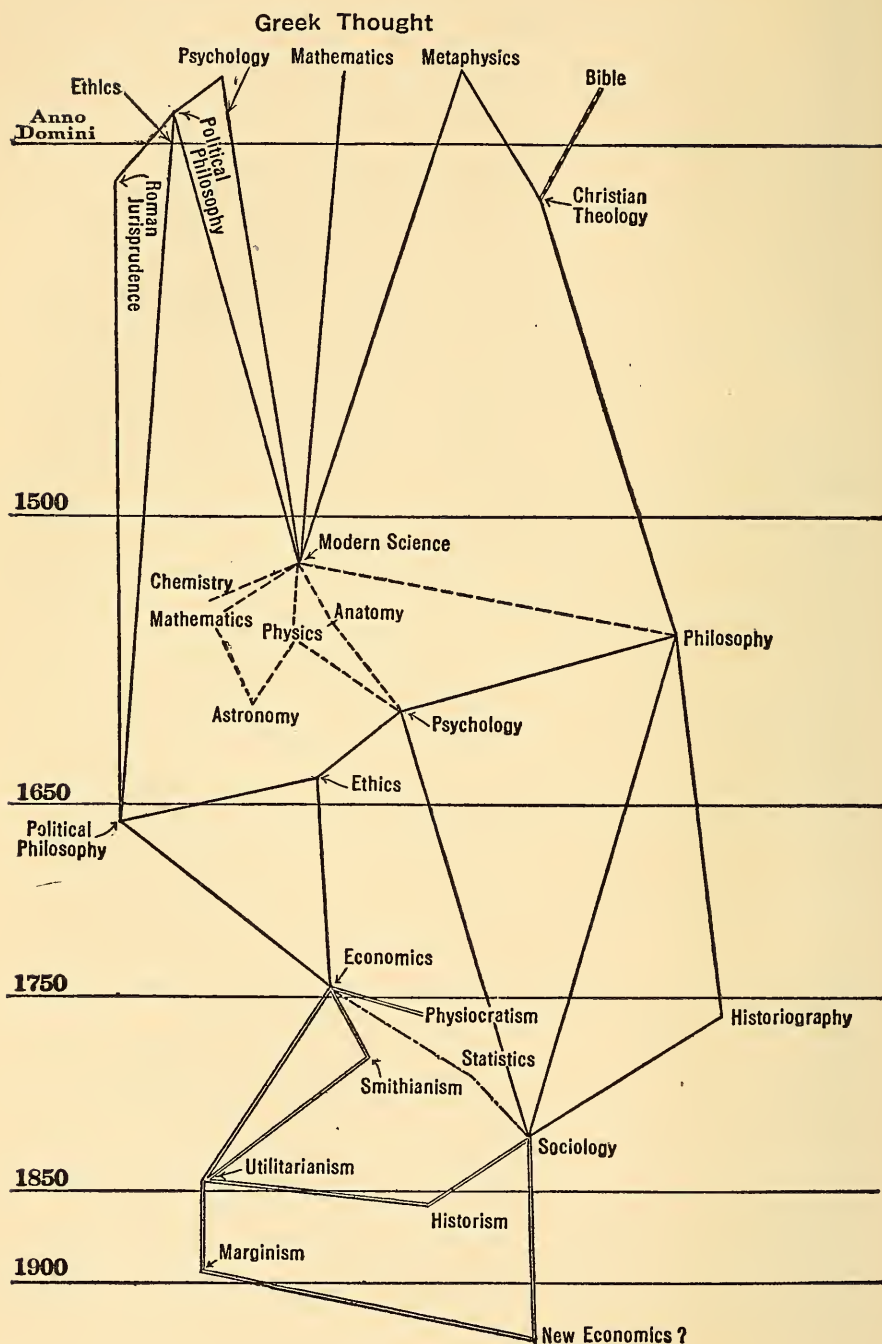 Greek Thought
Psychology
Mathematics
Metaphysics
Bible
Ethics
Anno
Domini
Political
Philosophy
Roman
Jurisprudence
Christian
Theology
1500
Modern Science
Chemistry
Mathematics
Physics
Anatomy
Philosophy
Astronomy
Psychology
Ethics
1650
Political
Philosophy
Economics
1750
Physiocratism
Historiography
Statistics
Smithianism
Sociology
Utilitarianism
1850
Historism
Marginism
1900
New Economics ?